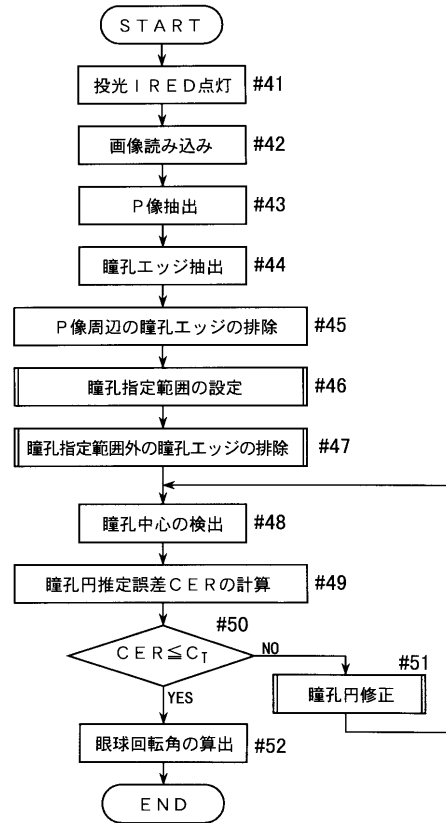 ＳＴＡＲＴ
投光ＩＲＥＤ点灯 #41
画像読み込み #42
Ｐ像抽出 #43
瞳孔エッジ抽出 #44
Ｐ像周辺の瞳孔エッジの排除 #45
瞳孔指定範囲の設定 #46
瞳孔指定範囲外の瞳孔エッジの排除 #47
瞳孔中心の検出 #48
瞳孔円推定誤差ＣＥＲの計算 #49
#50
ＣＥＲ≦ＣT
NO
#51
瞳孔円修正
YES
眼球回転角の算出 #52
ＥＮＤ